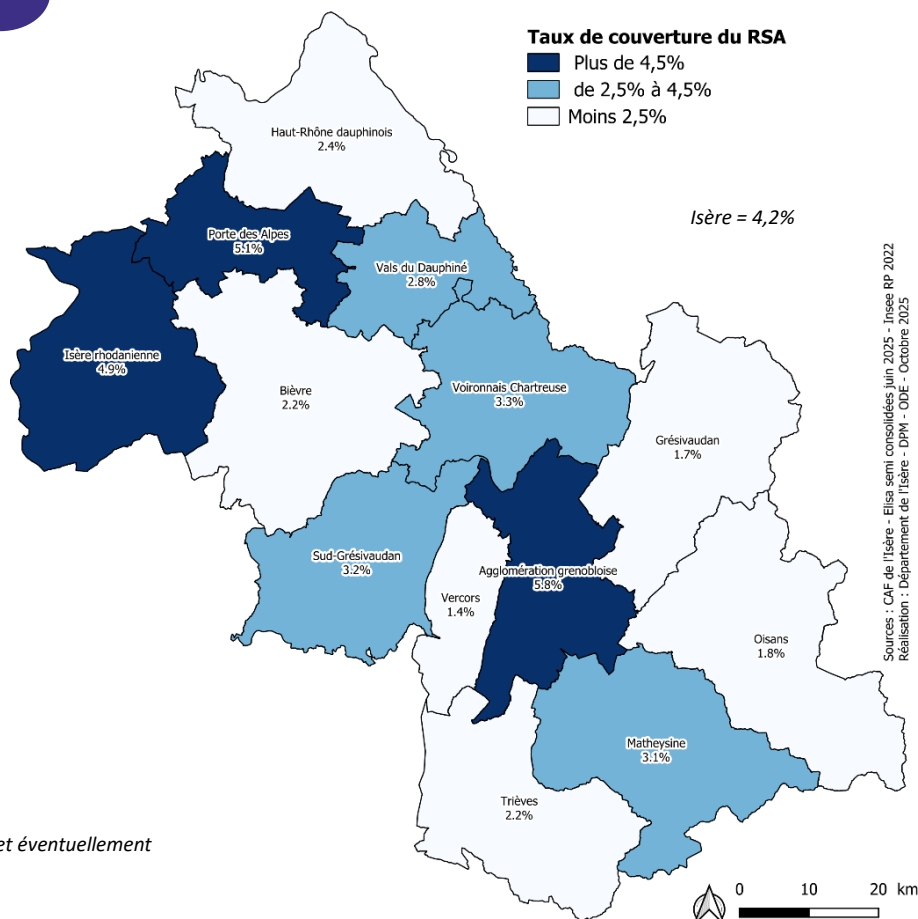 Taux de couverture du RSA
Plus de 4,5%
de 2,5% à 4,5%
Moins 2,5%
Isère = 4,2%
Haut-Rhône dauphinois
2.4%
Porte des Alpes
5.1%
Vals du Dauphiné
2.8%
Isère rhodanienne
4.9%
Bièvre
2.2%
Voironnais Chartreuse
3.3%
Grésivaudan
1.7%
Sud-Grésivaudan
3.2%
Agglomération grenobloise
5.8%
Vercors
1.4%
Oisans
1.8%
Matheysine
3.1%
Trièves
2.2%
Sources : CAF de l'Isère - Elisa semi consolidées juin 2025 - Insee RP 2022
Réalisation : Département de l'Isère - DPM - ODE - Octobre 2025
et éventuellement
0 10 20 km